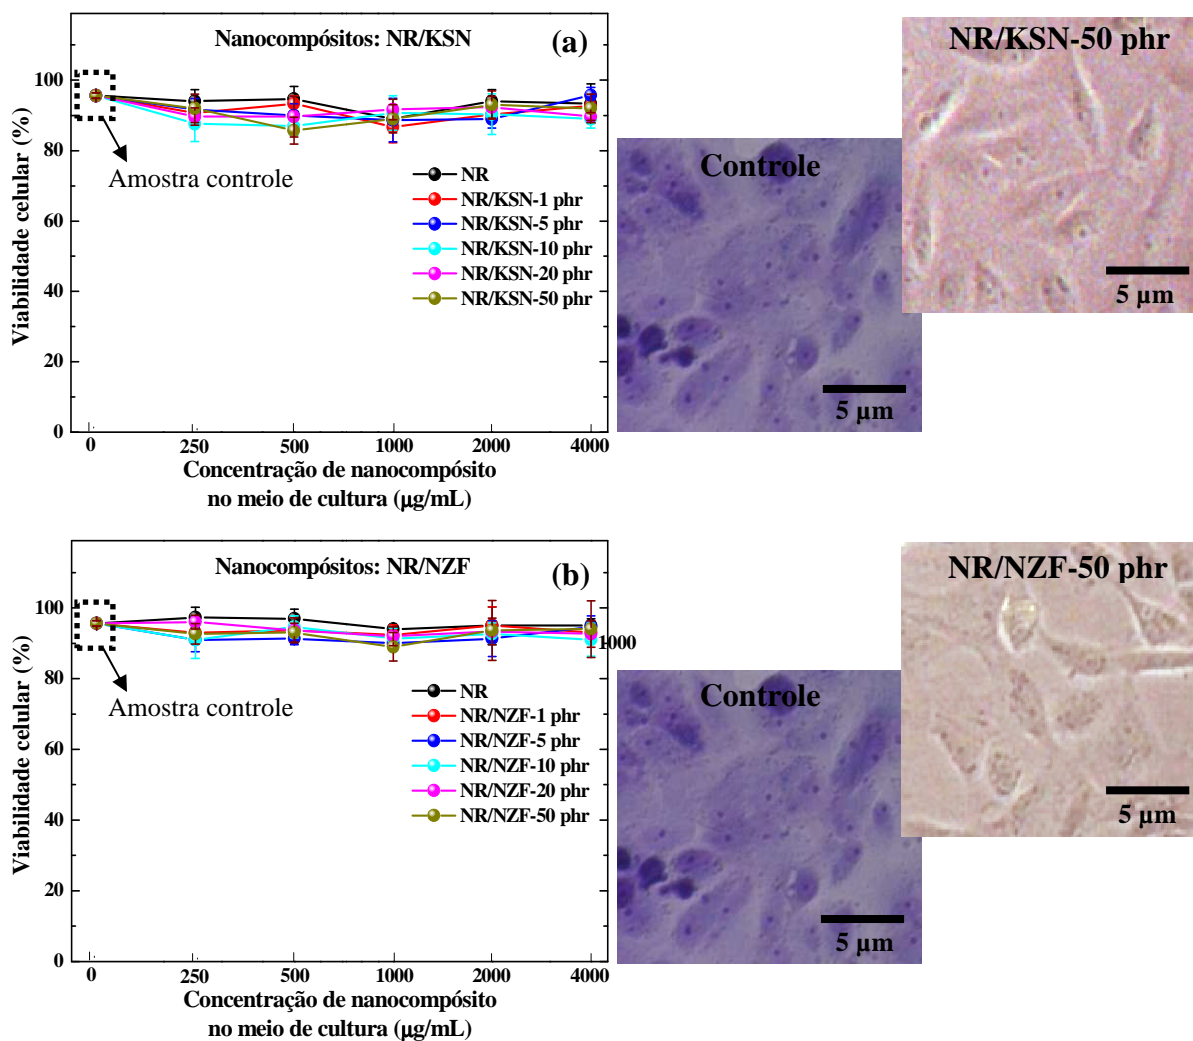 Nanocompósitos: NR/KSN
(a)
Viabilidade celular (%)
100
80
60
40
20
0
Amostra controle
NR
NR/KSN-1 phr
NR/KSN-5 phr
NR/KSN-10 phr
NR/KSN-20 phr
NR/KSN-50 phr
0 250 500 1000 2000 4000
Concentração de nanocompósito
no meio de cultura (µg/mL)
Controle
5 µm
NR/KSN-50 phr
5 µm
Nanocompósitos: NR/NZF
(b)
Viabilidade celular (%)
100
80
60
40
20
0
1000
Amostra controle
NR
NR/NZF-1 phr
NR/NZF-5 phr
NR/NZF-10 phr
NR/NZF-20 phr
NR/NZF-50 phr
0 250 500 1000 2000 4000
Concentração de nanocompósito
no meio de cultura (µg/mL)
Controle
5 µm
NR/NZF-50 phr
5 µm